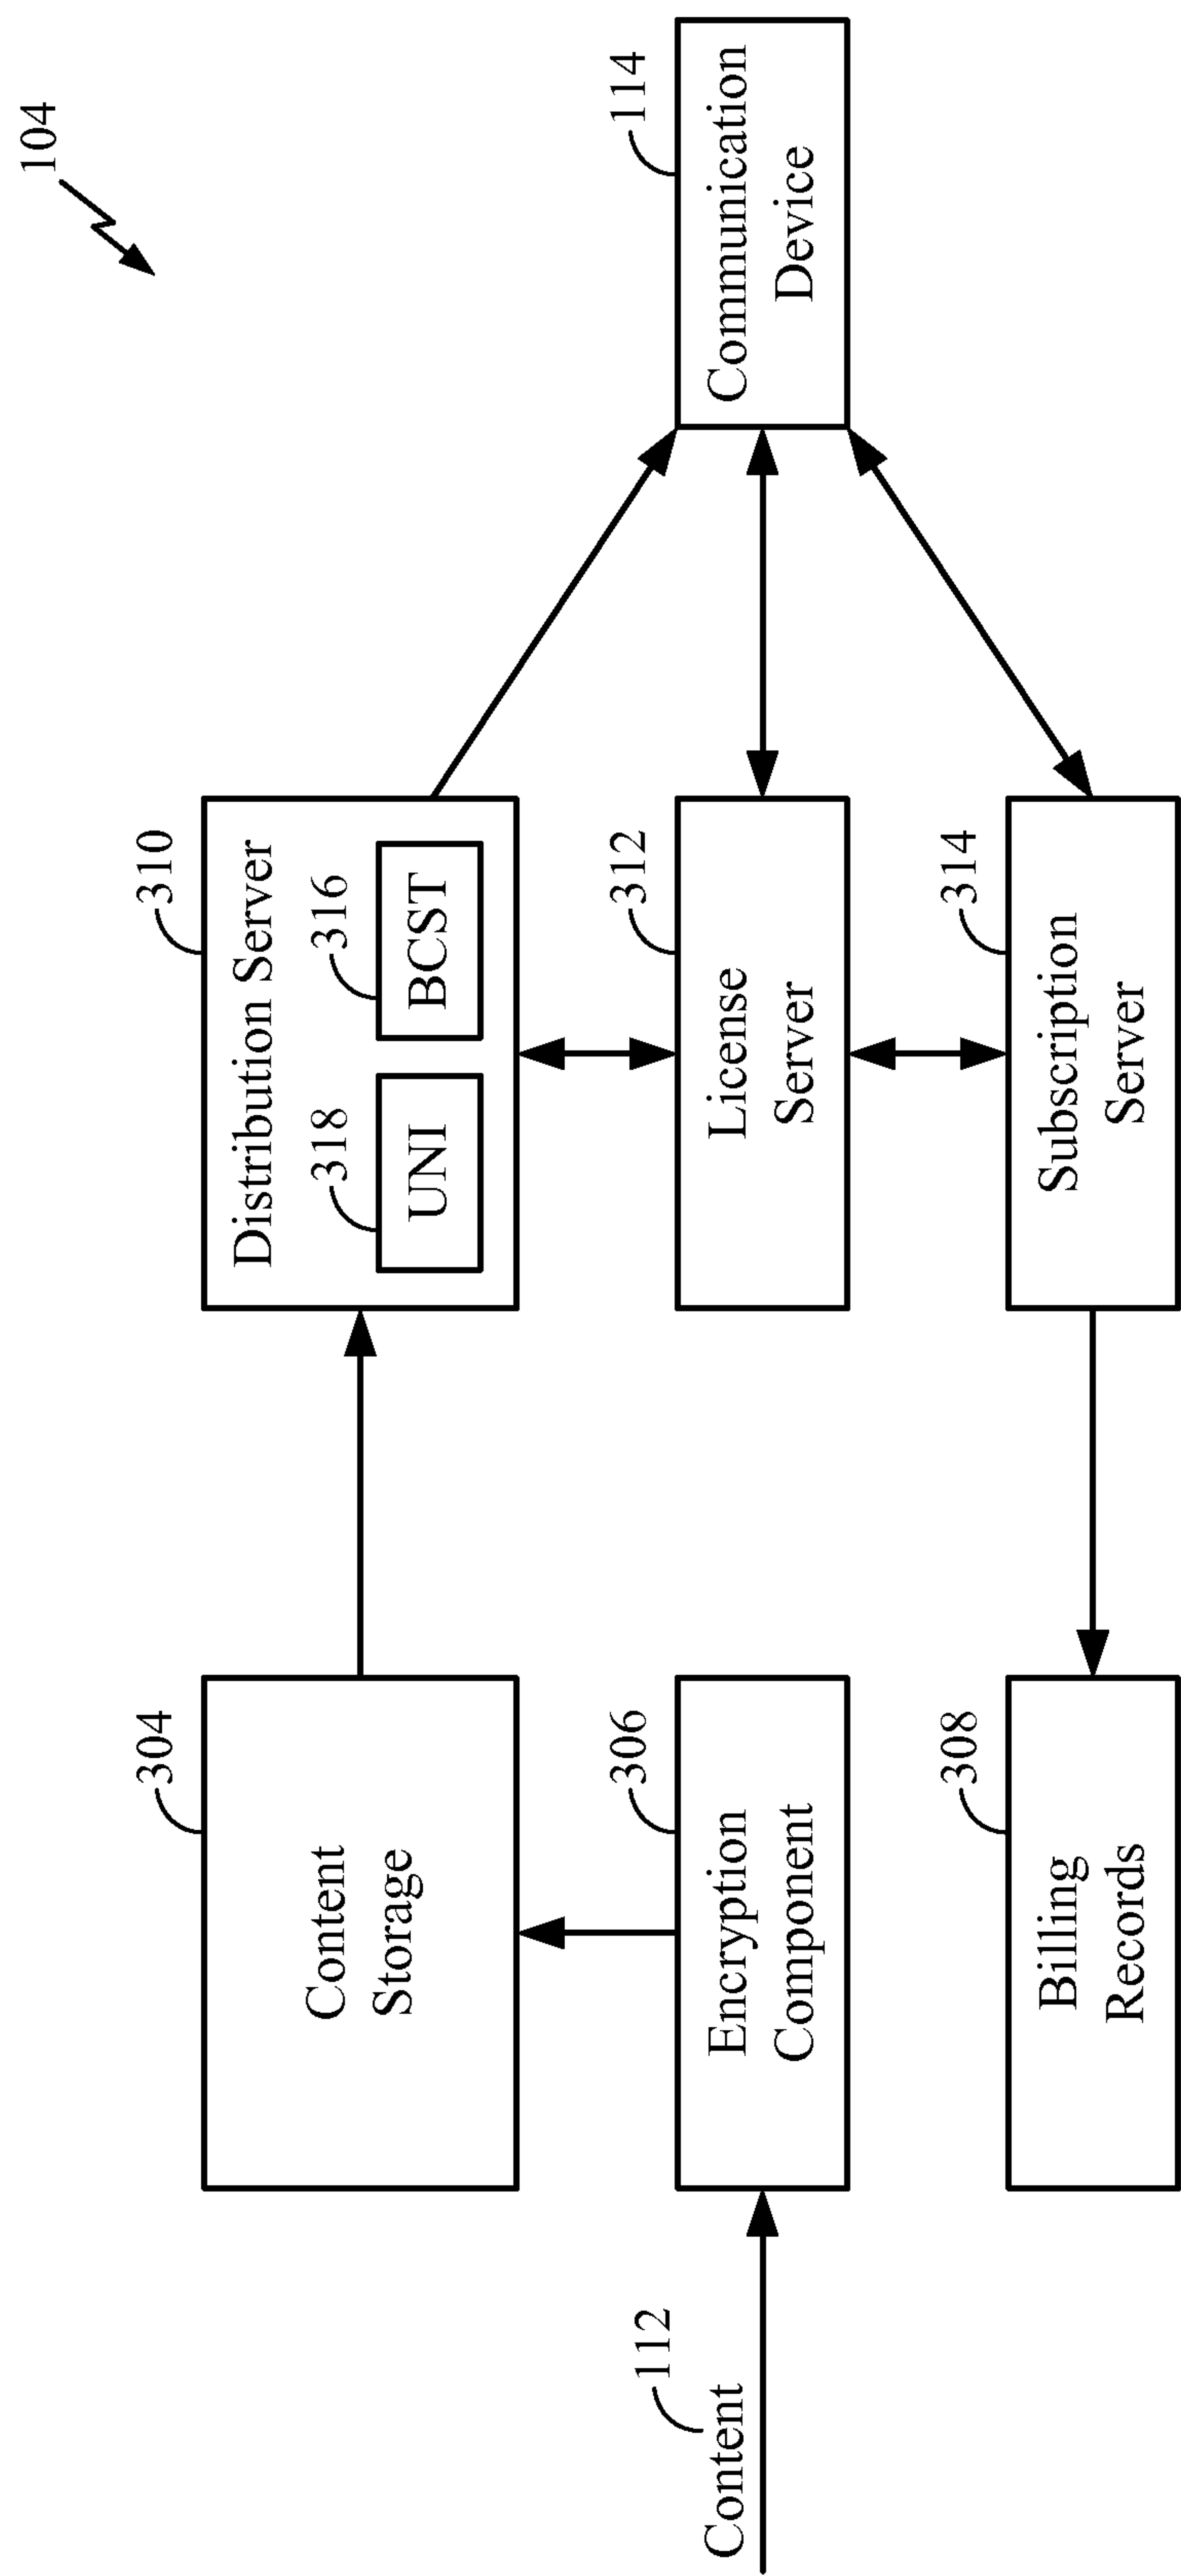 104
304
Content
Storage
310
Distribution Server
318
UNI
316
BCST
112
Content
306
Encryption
Component
312
License
Server
114
Communication
Device
308
Billing
Records
314
Subscription
Server